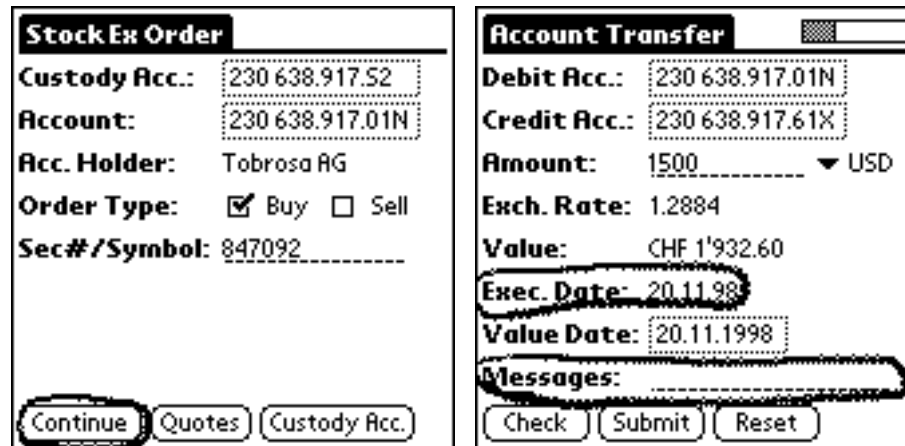 StockEx Order
Custody Acc.: 230 638.917.S2
Account: 230 638.917.01N
Acc. Holder: Tobrosa AG
Order Type: Buy Sell
Sec#/Symbol: 847092
Continue Quotes Custody Acc.
Account Transfer
Debit Acc.: 230 638.917.01N
Credit Acc.: 230 638.917.61X
Amount: 1500 USD
Exch. Rate: 1.2884
Value: CHF 1'932.60
Exec. Date: 20.11.98
Value Date: 20.11.1998
Messages:
Check Submit Reset